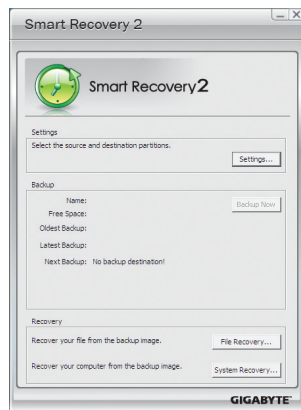 Smart Recovery 2
Smart Recovery2
Settings
Select the source and destination partitions.
Settings...
Backup
Name:
Backup Now
Free Space:
Oldest Backup:
Latest Backup:
Next Backup: No backup destination!
Recovery
Recover your file from the backup image.
File Recovery...
Recover your computer from the backup image.
System Recovery...
GIGABYTE™